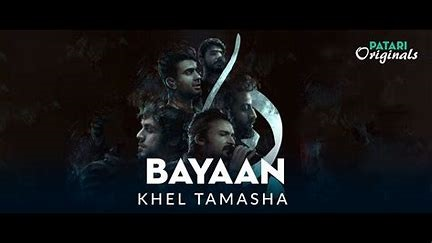 PATARI
Originals
BAYAAN
KHEL TAMASHA